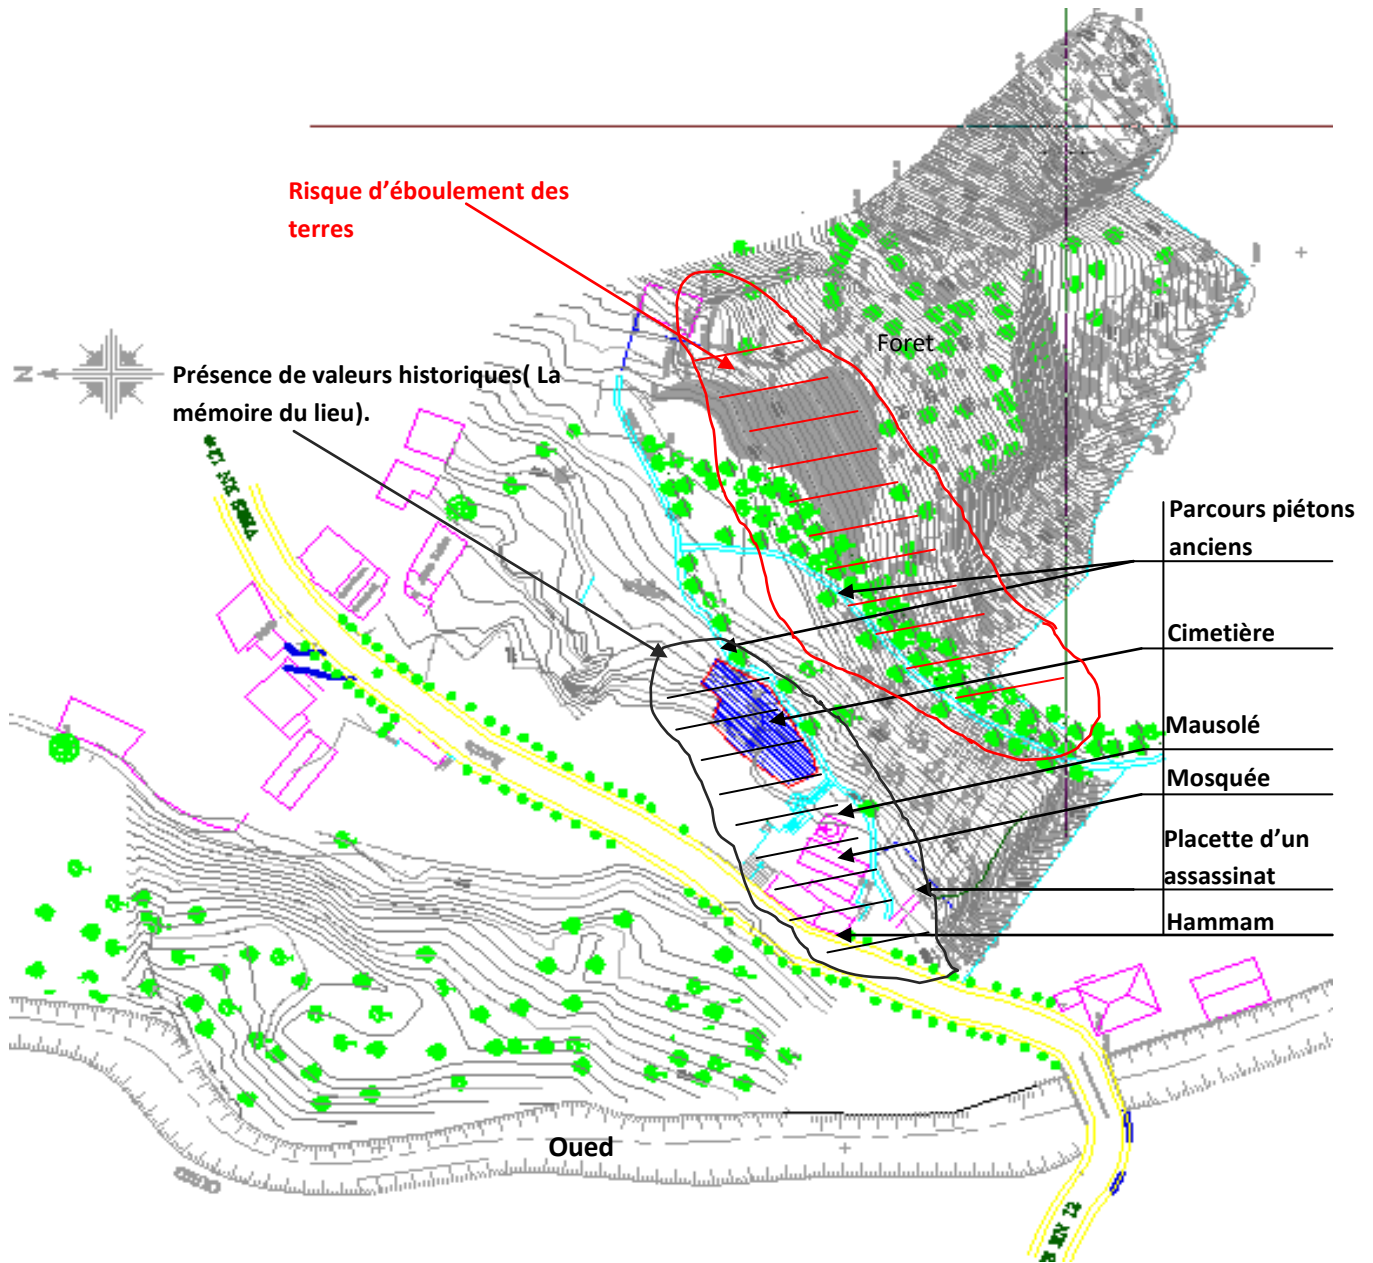 Risque d’éboulement des
terres
Foret
N
Présence de valeurs historiques( La
mémoire du lieu).
Parcours piétons
anciens
Cimetière
Mausolé
Mosquée
Placette d’un
assassinat
Hammam
Oued